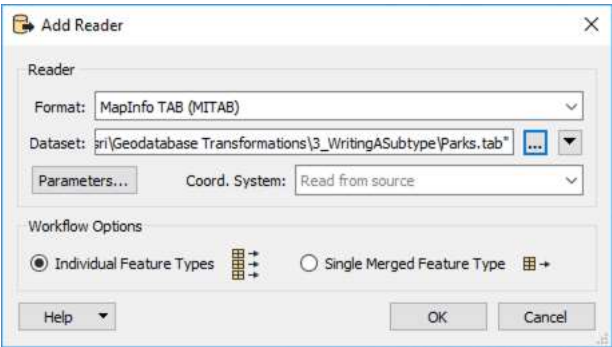 Add Reader
Reader
Format: MapInfo TAB (MITAB)
Dataset: sri\Geodatabase Transformations\3_WritingASubtype\Parks.tab" ...
Parameters... Coord. System: Read from source
Workflow Options
Individual Feature Types Single Merged Feature Type
Help OK Cancel